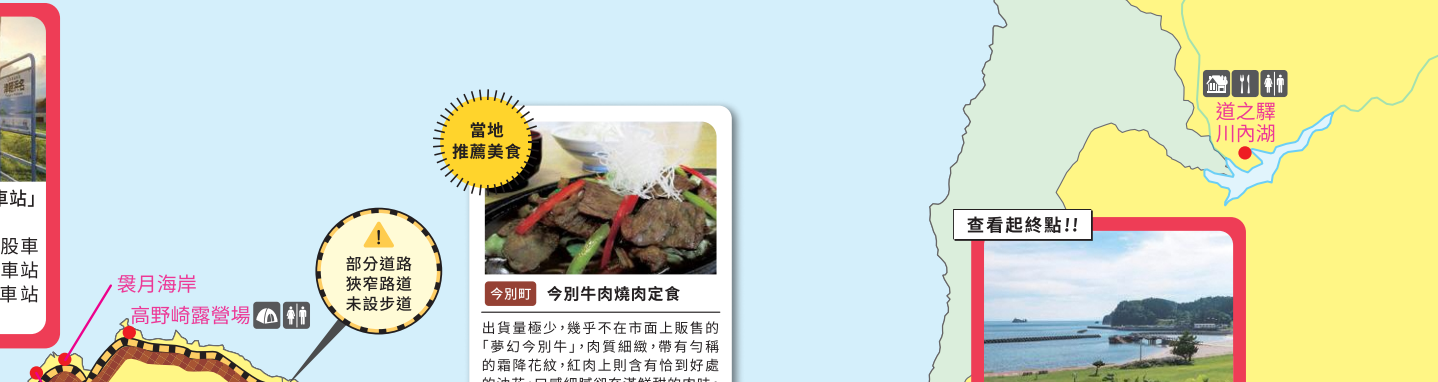 津輕浜名
車站」
股車
車站
車站
袰月海岸
高野崎露營場
!
部分道路
狹窄路道
未設步道
當地
推薦美食
今別町 今別牛肉燒肉定食
出貨量極少，幾乎不在市面上販售的
「夢幻今別牛」，肉質細緻，帶有勻稱
的霜降花紋，紅肉上則含有恰到好處
道之驛
川內湖
查看起終點!!